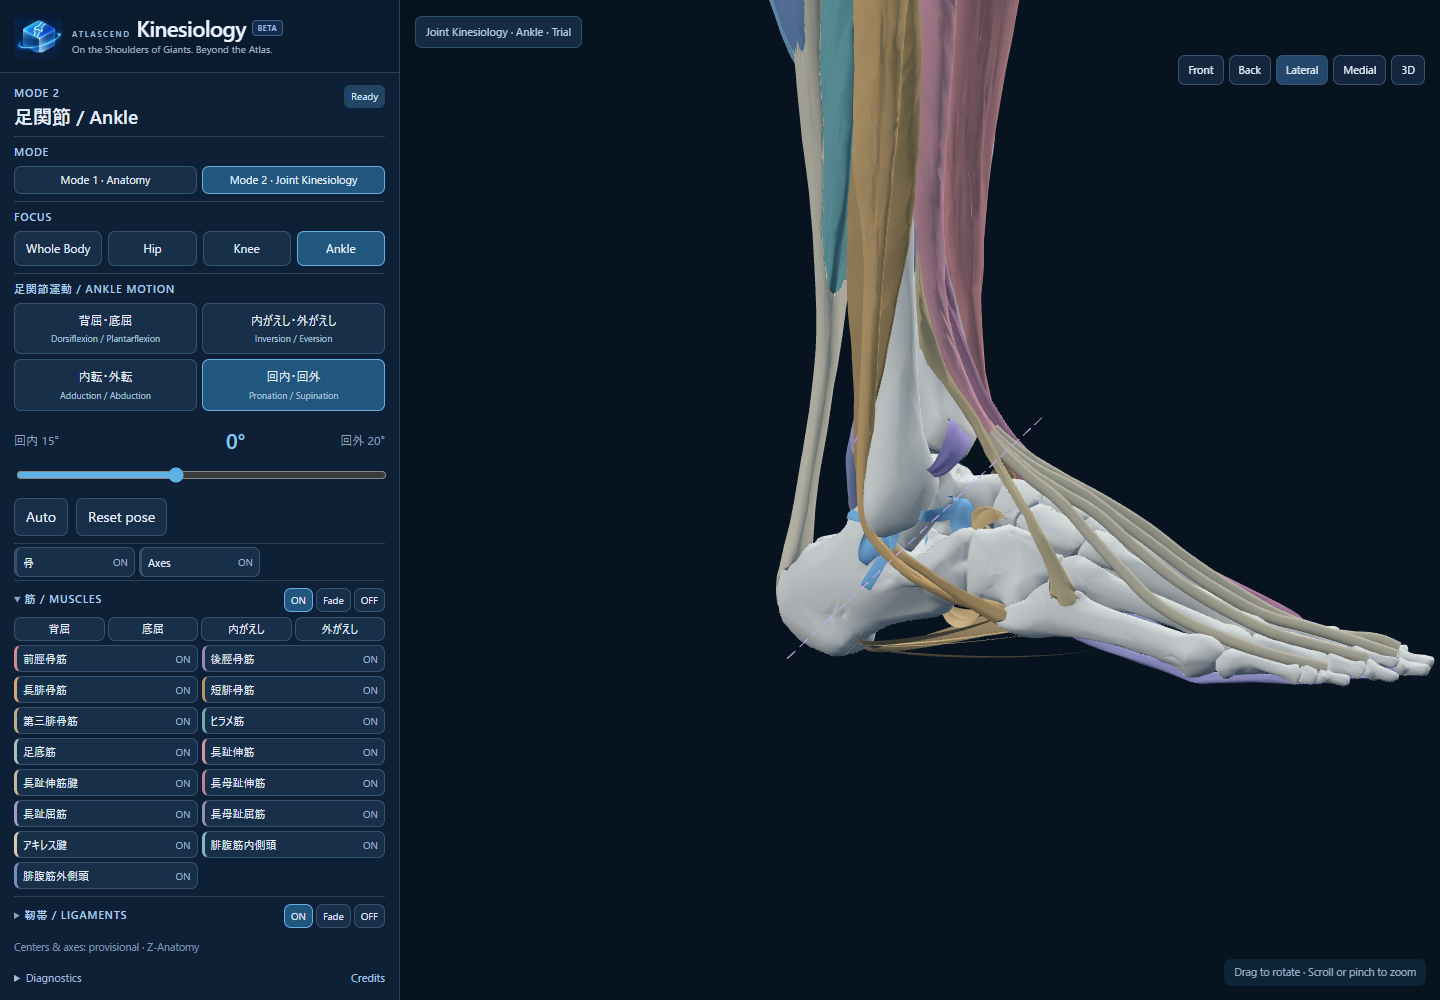 ATLASCEND Kinesiology BETA
On the Shoulders of Giants. Beyond the Atlas.
MODE 2
足関節 / Ankle
Ready
MODE
Mode 1 · Anatomy
Mode 2 · Joint Kinesiology
FOCUS
Whole Body
Hip
Knee
Ankle
足関節運動 / ANKLE MOTION
背屈・底屈
Dorsiflexion / Plantarflexion
内がえし・外がえし
Inversion / Eversion
内転・外転
Adduction / Abduction
回内・回外
Pronation / Supination
回内 15°
0°
回外 20°
Auto
Reset pose
骨 ON
Axes ON
▼ 筋 / MUSCLES
ON
Fade
OFF
背屈
底屈
内がえし
外がえし
前脛骨筋 ON
後脛骨筋 ON
長腓骨筋 ON
短腓骨筋 ON
第三腓骨筋 ON
ヒラメ筋 ON
足底筋 ON
長趾伸筋 ON
長趾伸筋腱 ON
長母趾伸筋 ON
長趾屈筋 ON
長母趾屈筋 ON
アキレス腱 ON
腓腹筋内側頭 ON
腓腹筋外側頭 ON
▶ 靭帯 / LIGAMENTS
ON
Fade
OFF
Centers & axes: provisional · Z-Anatomy
▶ Diagnostics
Credits
Joint Kinesiology · Ankle · Trial
Front
Back
Lateral
Medial
3D
Drag to rotate · Scroll or pinch to zoom